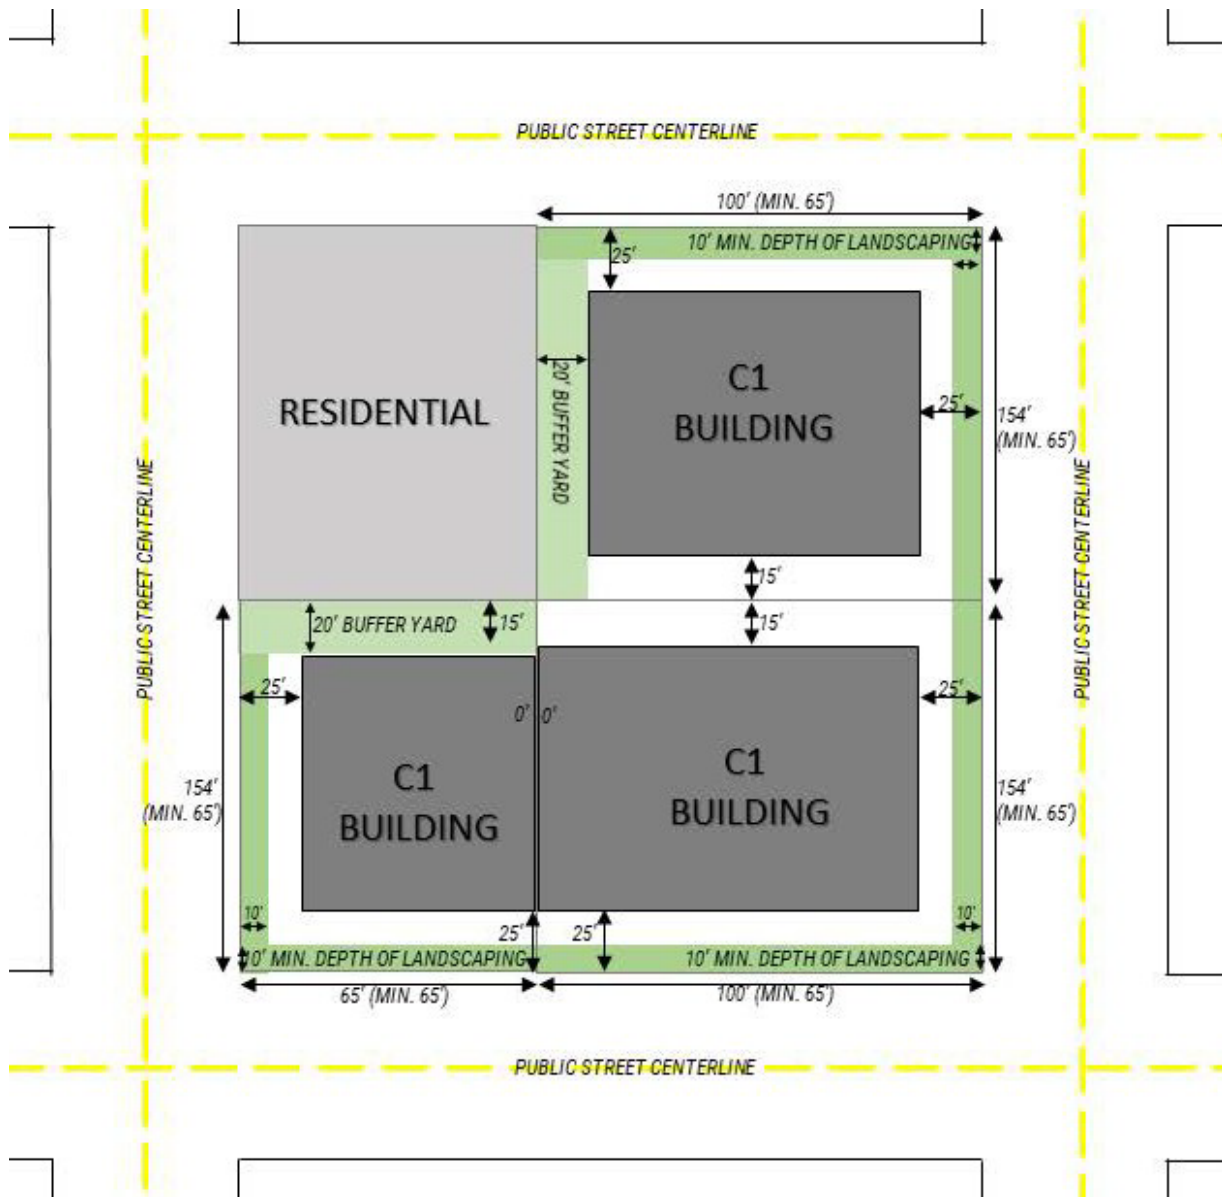 PUBLIC STREET CENTERLINE
100' (MIN. 65')
10' MIN. DEPTH OF LANDSCAPING
25'
RESIDENTIAL
20' BUFFER YARD
C1
BUILDING
25'
154'
(MIN. 65')
PUBLIC STREET CENTERLINE
PUBLIC STREET CENTERLINE
15'
20' BUFFER YARD
15'
15'
25'
25'
0'
0'
C1
BUILDING
C1
BUILDING
154'
(MIN. 65')
154'
(MIN. 65')
10'
10'
25'
25'
10' MIN. DEPTH OF LANDSCAPING
10' MIN. DEPTH OF LANDSCAPING
65' (MIN. 65')
100' (MIN. 65')
PUBLIC STREET CENTERLINE